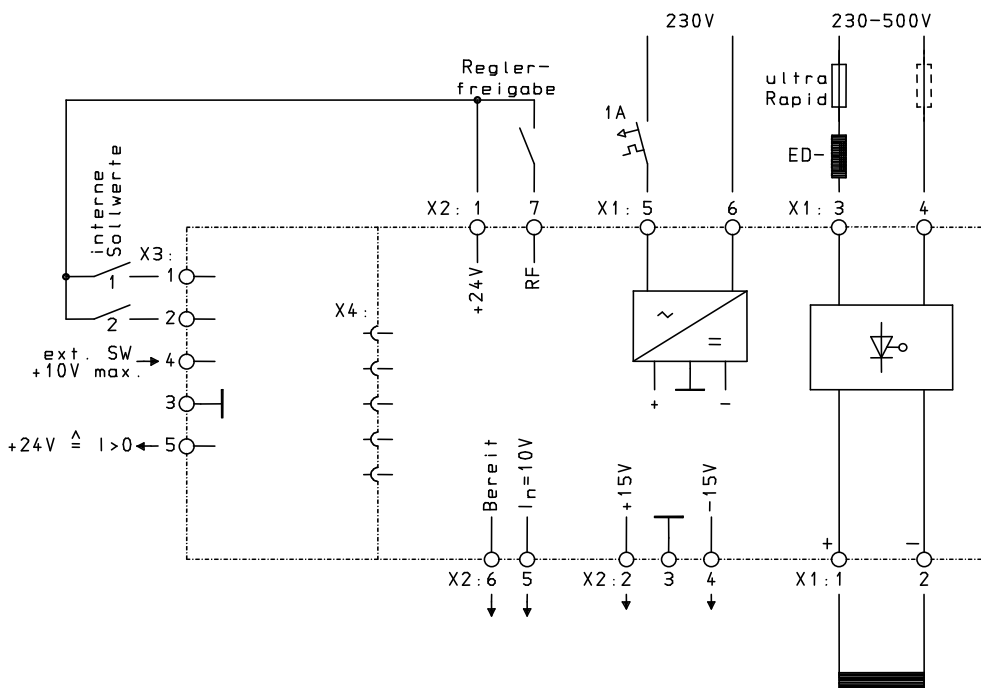 230V
230-500V
Regler-
freigabe
ultra
Rapid
1A
ED-
interne
Sollwerte
X2: 1 7
X1: 5 6
X1: 3 4
X3:
1
1
+24V
RF
X4:
2
2
~
=
ext. SW
+10V max.
4
3
+ -
+24V ≙ I>0
5
Bereit
In=10V
+15V
-15V
+ -
X2:6 5
X2:2 3 4
X1:1 2